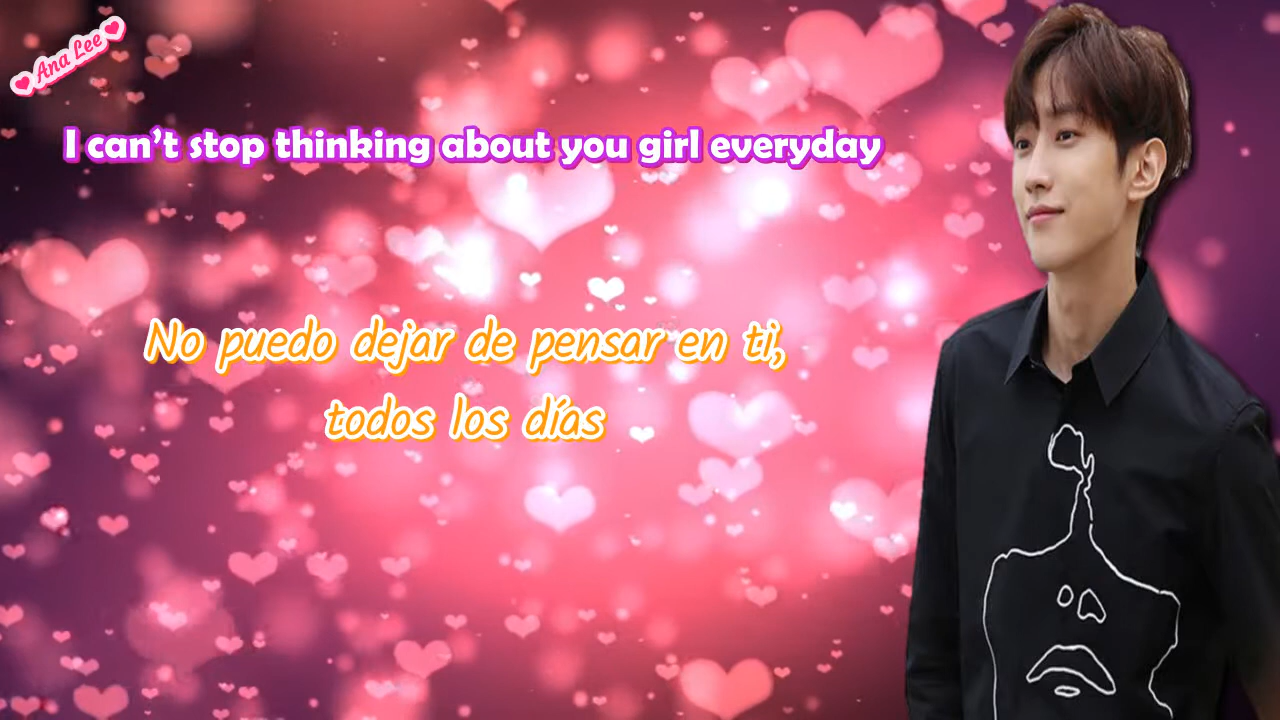 Ana Lee
I can't stop thinking about you girl everyday
No puedo dejar de pensar en ti,
todos los días